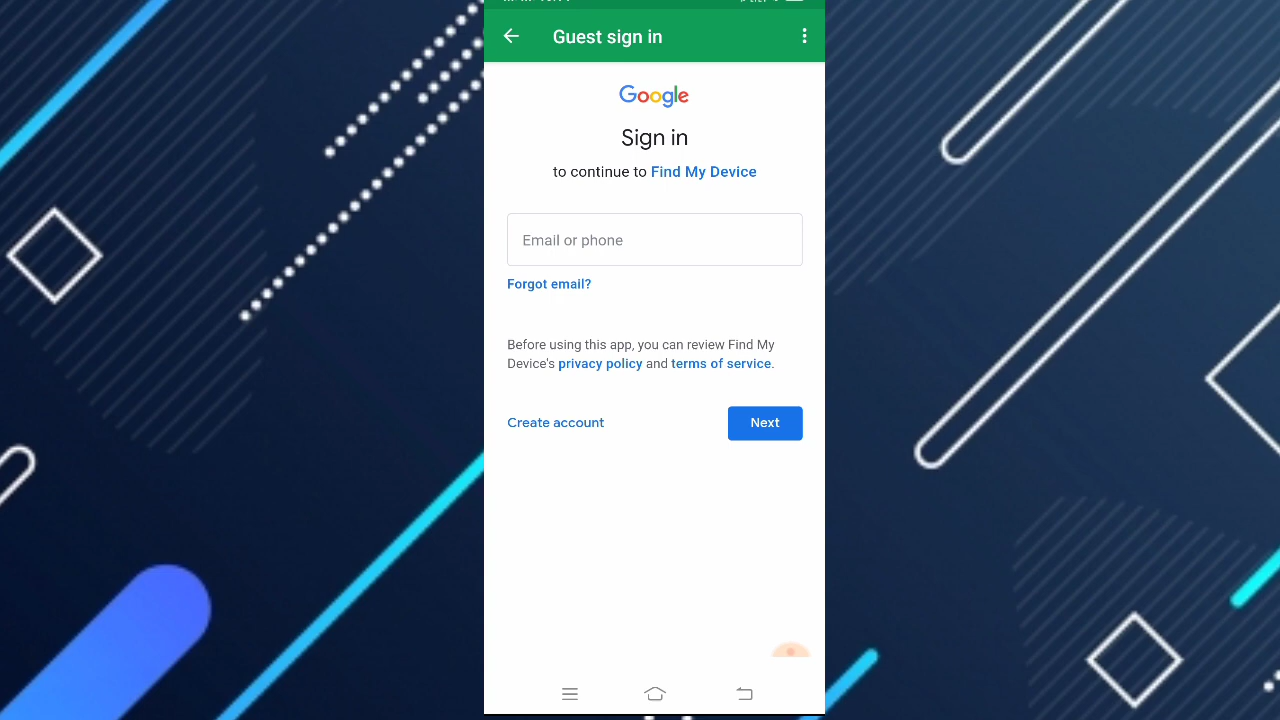 Guest sign in
Google
Sign in
to continue to Find My Device
Email or phone
Forgot email?
Before using this app, you can review Find My
Device's privacy policy and terms of service.
Create account
Next